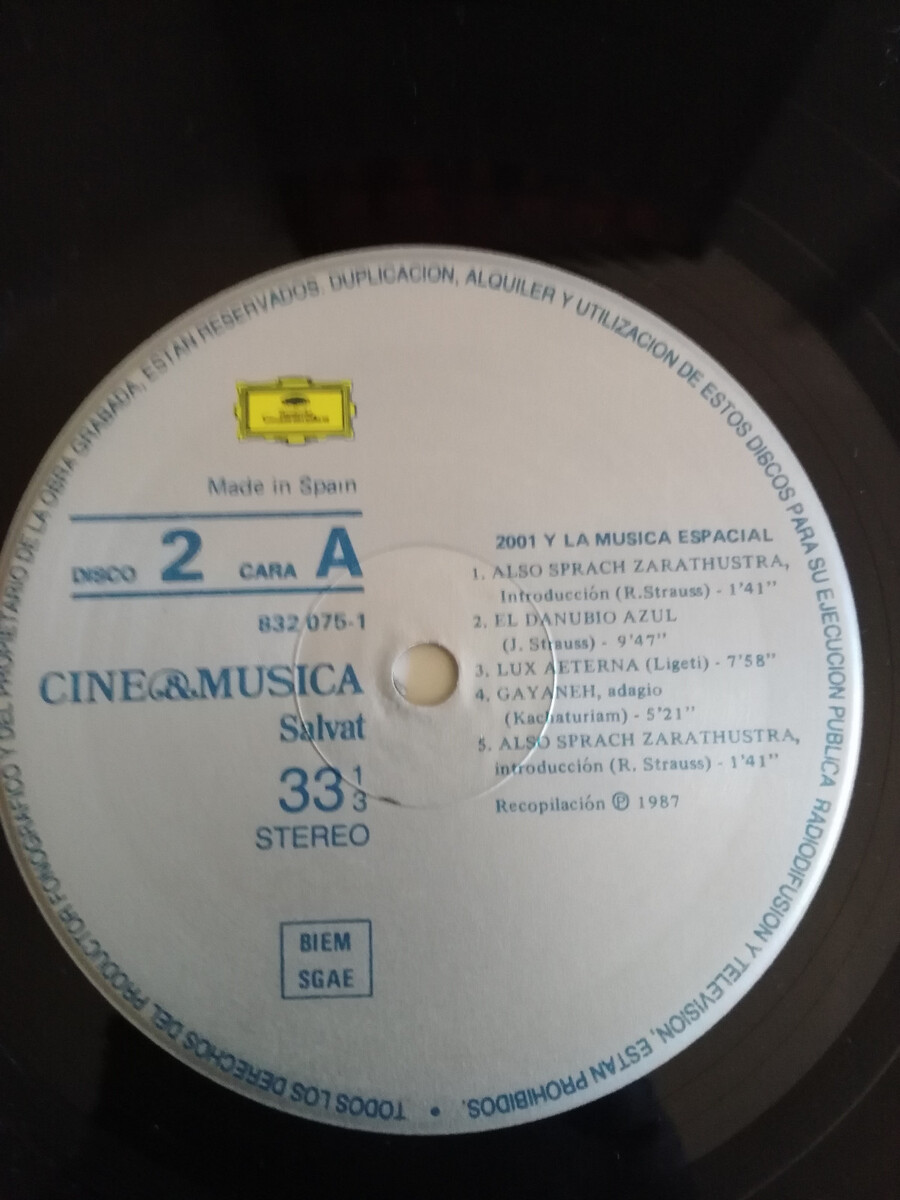 TODOS LOS DERECHOS DEL PRODUCTOR FONOGRAFICO Y DEL PROPIETARIO DE LA OBRA GRABADA, ESTAN RESERVADOS. DUPLICACION, ALQUILER Y UTILIZACION DE ESTOS DISCOS PARA SU EJECUCION PUBLICA RADIODIFUSION Y TELEVISION, ESTAN PROHIBIDOS. •
Made in Spain
DISCO 2 CARA A
832 075-1
CINE&MUSICA
Salvat
33 1/3
STEREO
BIEM
SGAE
2001 Y LA MUSICA ESPACIAL
1. ALSO SPRACH ZARATHUSTRA,
Introducción (R.Strauss) - 1'41"
2. EL DANUBIO AZUL
(J. Strauss) - 9'47"
3. LUX AETERNA (Ligeti) - 7'58"
4. GAYANEH, adagio
(Kachaturiam) - 5'21"
5. ALSO SPRACH ZARATHUSTRA,
introducción (R. Strauss) - 1'41"
Recopilación ℗ 1987